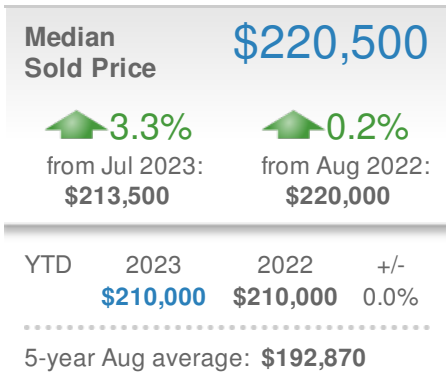 Median
Sold Price
$220,500
3.3% 0.2%
from Jul 2023: from Aug 2022:
$213,500 $220,000
YTD 2023 2022 +/-
$210,000 $210,000 0.0%
5-year Aug average: $192,870